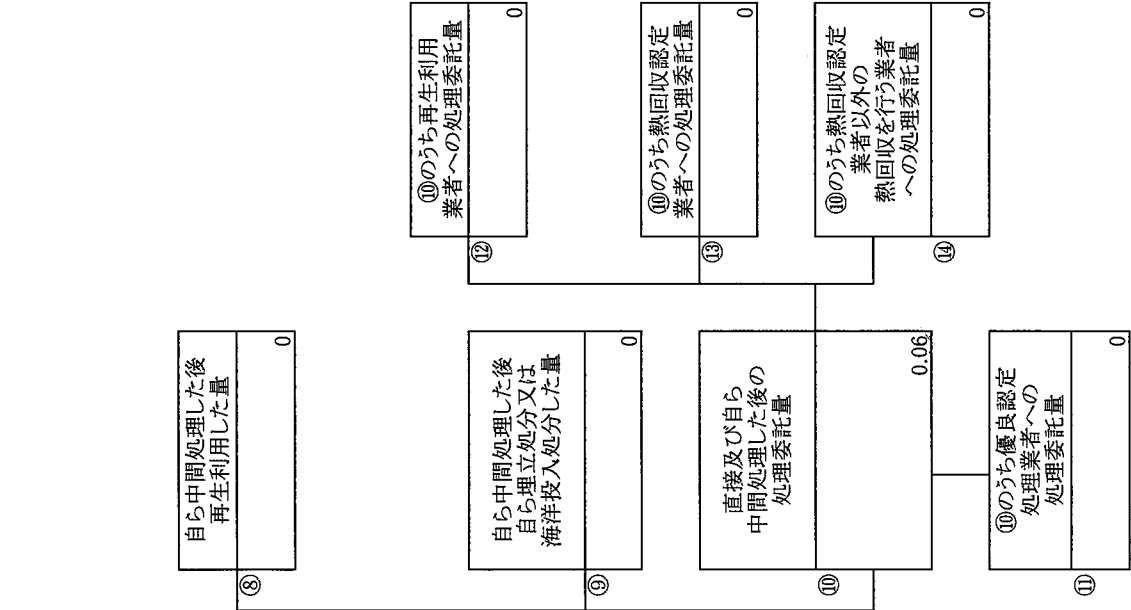 ⑧
自ら中間処理した後
再生利用した量
0
⑨
自ら中間処理した後
自ら埋立処分又は
海洋投入処分した量
0
⑩
直接及び自ら
中間処理した後の
処理委託量
0.06
⑪
⑩のうち優良認定
処理業者への
処理委託量
0
⑫
⑩のうち再生利用
業者への処理委託量
0
⑬
⑩のうち熱回収認定
業者への処理委託量
0
⑭
⑩のうち熱回収認定
業者以外の
熱回収を行う業者
への処理委託量
0